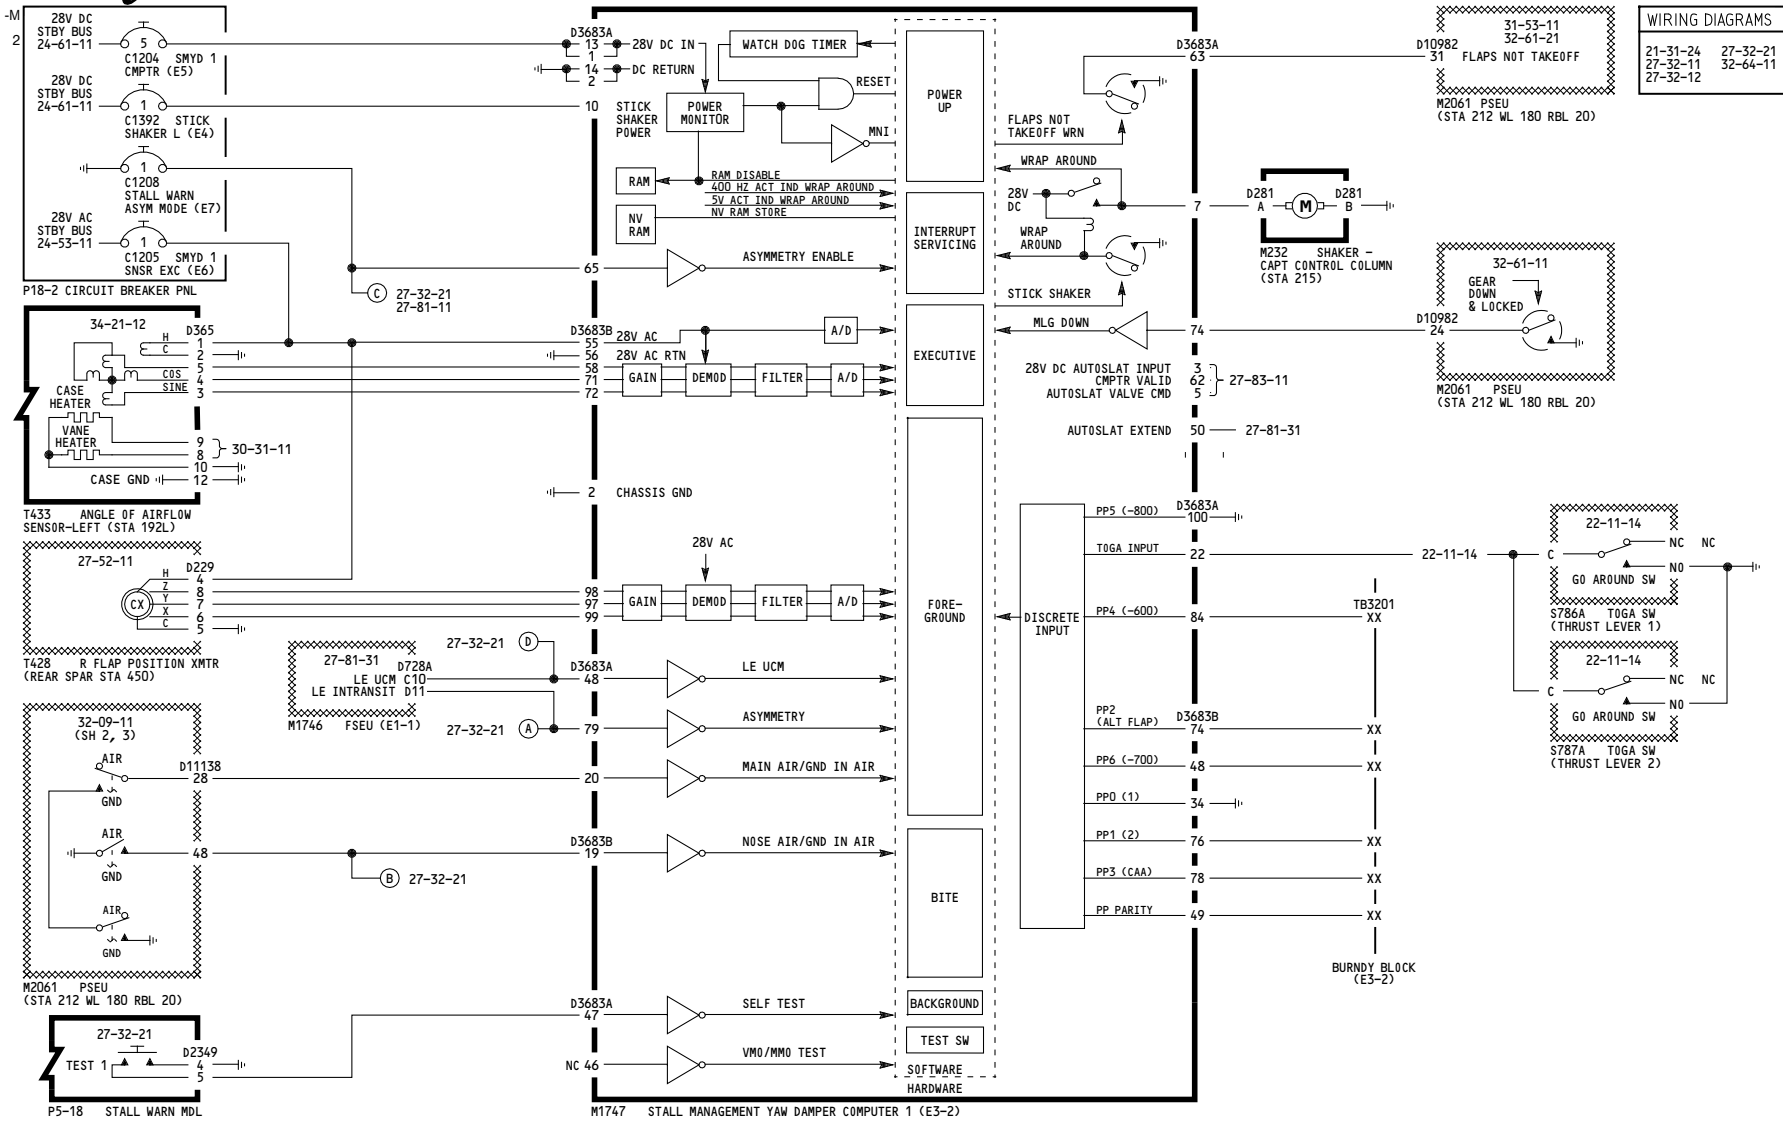 -M
2
28V DC
STBY BUS
24-61-11
5
C1204 SMYD 1
CMPTR (E5)
28V DC
STBY BUS
24-61-11
1
C1392 STICK
SHAKER L (E4)
1
C1208
STALL WARN
ASYM MODE (E7)
28V AC
STBY BUS
24-53-11
1
C1205 SMYD 1
SNSR EXC (E6)
P18-2 CIRCUIT BREAKER PNL
C 27-32-21
27-81-11
34-21-12 D365
H 1
C 2
5
COS 4
SINE 3
CASE
HEATER
VANE
HEATER
9
8
30-31-11
10
CASE GND 12
T433 ANGLE OF AIRFLOW
SENSOR-LEFT (STA 192L)
27-52-11
D229
H 4
Z 8
CX
Y 7
X 6
C 5
T428 R FLAP POSITION XMTR
(REAR SPAR STA 450)
27-81-31
D728A
LE UCM C10
LE INTRANSIT D11
M1746 FSEU (E1-1)
27-32-21 D
27-32-21 A
32-09-11
(SH 2, 3)
AIR
D11138
28
GND
AIR
48
GND
B 27-32-21
AIR
GND
M2061 PSEU
(STA 212 WL 180 RBL 20)
27-32-21
TEST 1
D2349
4
5
P5-18 STALL WARN MDL
D3683A
13 28V DC IN
1
14 DC RETURN
2
10 STICK
SHAKER
POWER
WATCH DOG TIMER
POWER
MONITOR
RESET
MNI
POWER
UP
RAM
RAM DISABLE
400 HZ ACT IND WRAP AROUND
5V ACT IND WRAP AROUND
NV
RAM
NV RAM STORE
INTERRUPT
SERVICING
65 ASYMMETRY ENABLE
D3683B
55 28V AC
A/D
56 28V AC RTN
58
71 GAIN DEMOD FILTER A/D
72
EXECUTIVE
2 CHASSIS GND
28V AC
98
97 GAIN DEMOD FILTER A/D
99
FORE-
GROUND
D3683A
48 LE UCM
79 ASYMMETRY
20 MAIN AIR/GND IN AIR
D3683B
19 NOSE AIR/GND IN AIR
BITE
BACKGROUND
TEST SW
D3683A
47 SELF TEST
NC 46 VMO/MMO TEST
SOFTWARE
HARDWARE
M1747 STALL MANAGEMENT YAW DAMPER COMPUTER 1 (E3-2)
FLAPS NOT
TAKEOFF WRN
WRAP AROUND
28V
DC
WRAP
AROUND
STICK SHAKER
MLG DOWN
D3683A
63
7
74
28V DC AUTOSLAT INPUT 3
CMPTR VALID 62 27-83-11
AUTOSLAT VALVE CMD 5
AUTOSLAT EXTEND 50 27-81-31
DISCRETE
INPUT
PP5 (-800) D3683A
100
TOGA INPUT 22 22-11-14
PP4 (-600) 84 TB3201
XX
PP2
(ALT FLAP) D3683B
74 XX
PP6 (-700) 48 XX
PP0 (1) 34
PP1 (2) 76 XX
PP3 (CAA) 78 XX
PP PARITY 49 XX
BURNDY BLOCK
(E3-2)
31-53-11
32-61-21
D10982
31 FLAPS NOT TAKEOFF
M2061 PSEU
(STA 212 WL 180 RBL 20)
D281 D281
A M B
M232 SHAKER -
CAPT CONTROL COLUMN
(STA 215)
32-61-11
GEAR
DOWN
& LOCKED
D10982
24
M2061 PSEU
(STA 212 WL 180 RBL 20)
22-11-14
NC NC
C
NO
GO AROUND SW
S786A TOGA SW
(THRUST LEVER 1)
22-11-14
NC NC
C
NO
GO AROUND SW
S787A TOGA SW
(THRUST LEVER 2)
WIRING DIAGRAMS
21-31-24 27-32-21
27-32-11 32-64-11
27-32-12